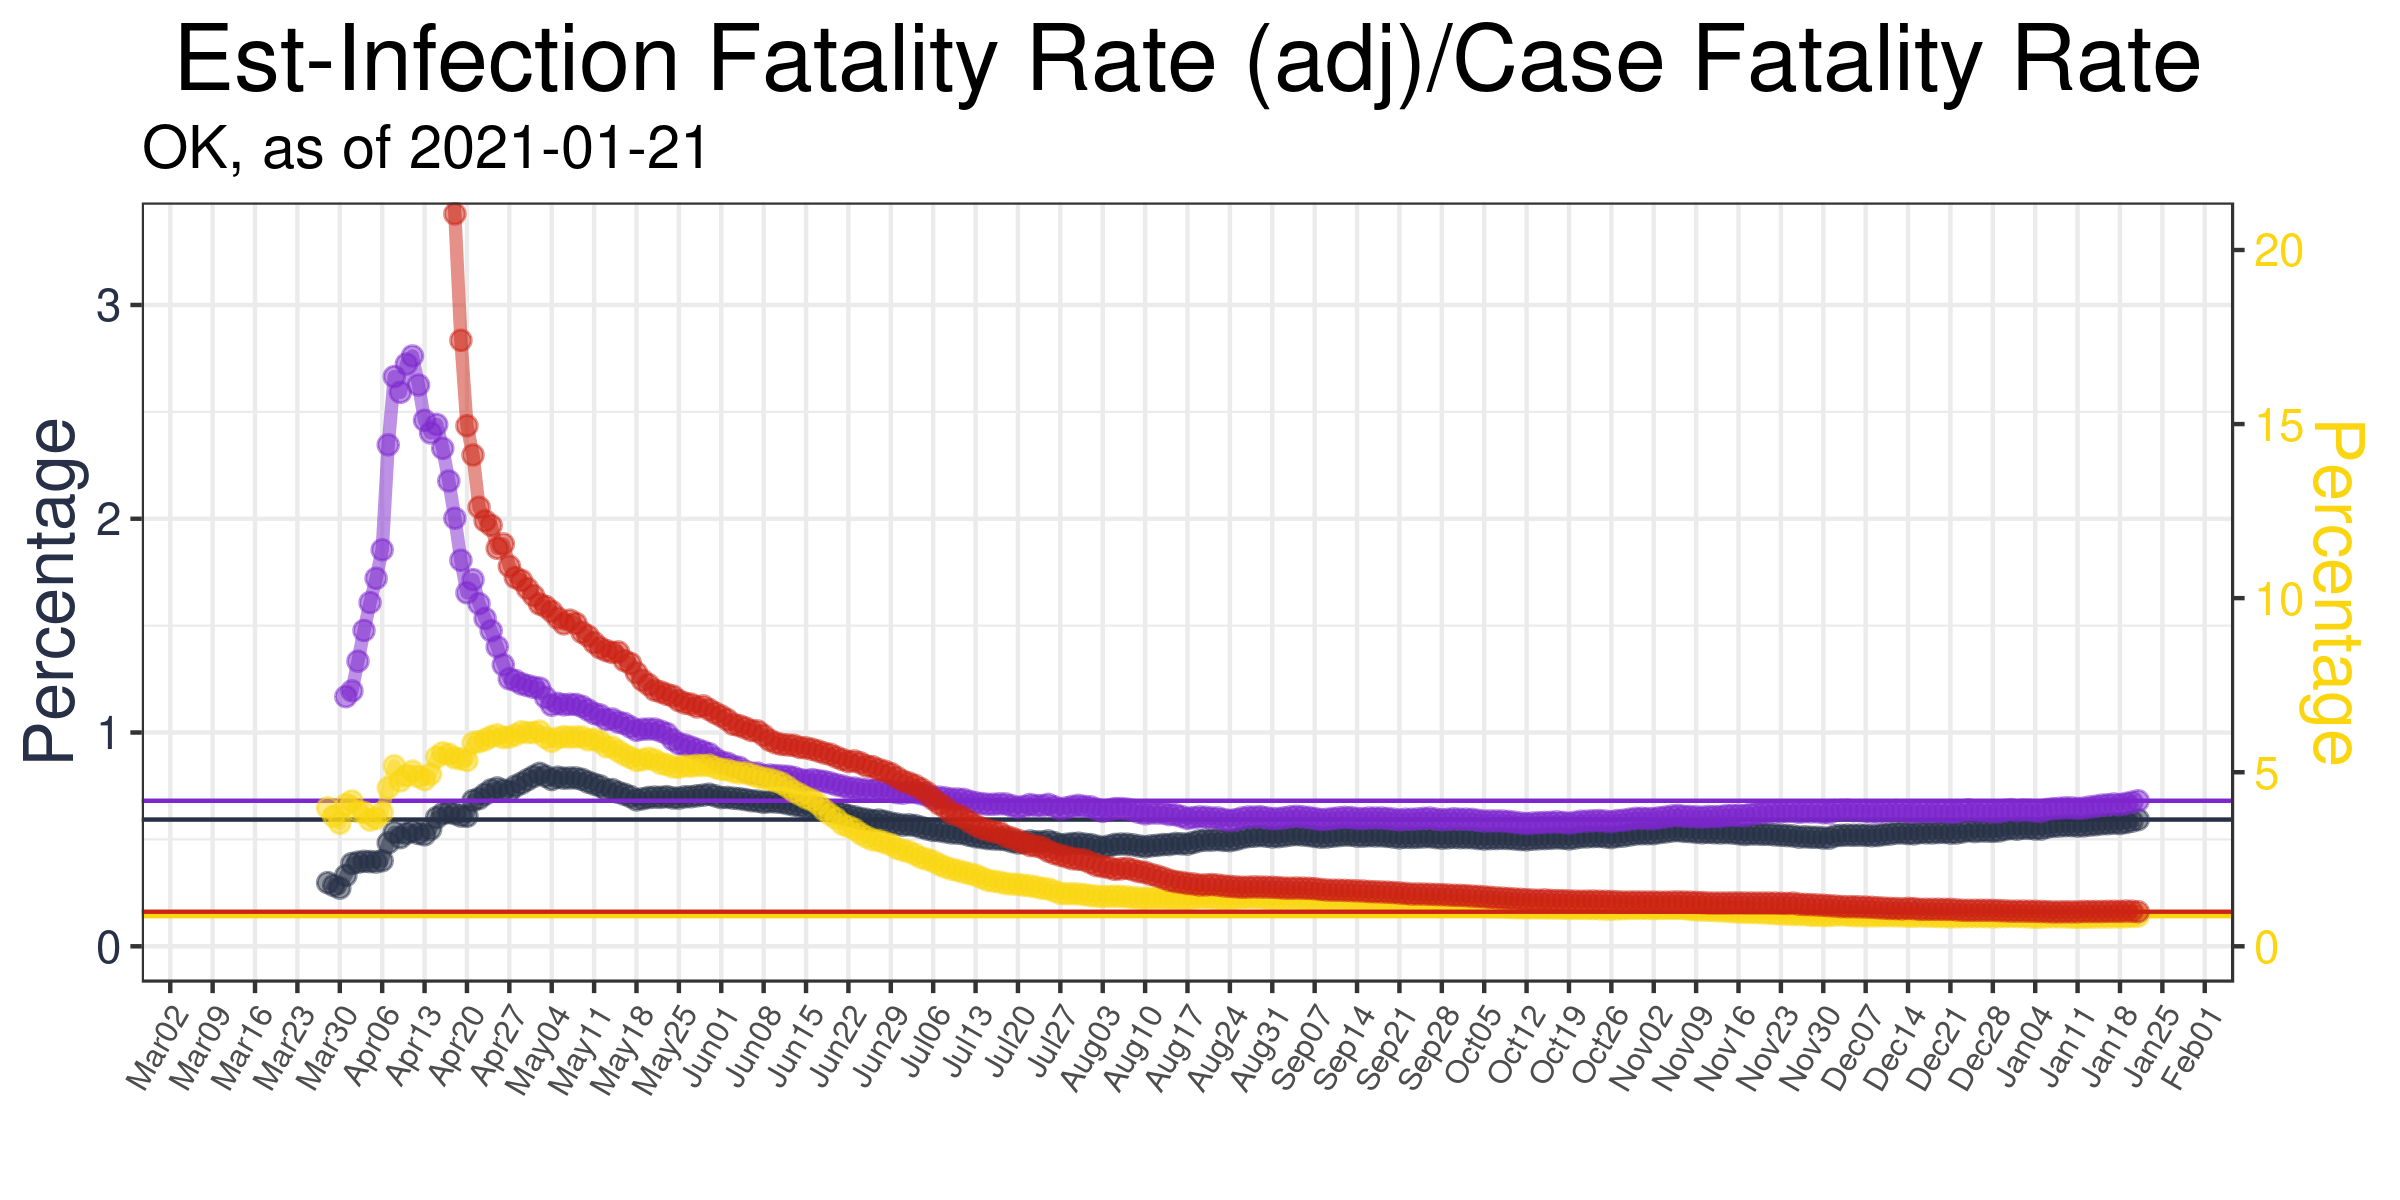 Est-Infection Fatality Rate (adj)/Case Fatality Rate
OK, as of 2021-01-21
Percentage
3
2
1
0
20
15
10
5
0
Percentage
Mar02
Mar09
Mar16
Mar23
Mar30
Apr06
Apr13
Apr20
Apr27
May04
May11
May18
May25
Jun01
Jun08
Jun15
Jun22
Jun29
Jul06
Jul13
Jul20
Jul27
Aug03
Aug10
Aug17
Aug24
Aug31
Sep07
Sep14
Sep21
Sep28
Oct05
Oct12
Oct19
Oct26
Nov02
Nov09
Nov16
Nov23
Nov30
Dec07
Dec14
Dec21
Dec28
Jan04
Jan11
Jan18
Jan25
Feb01